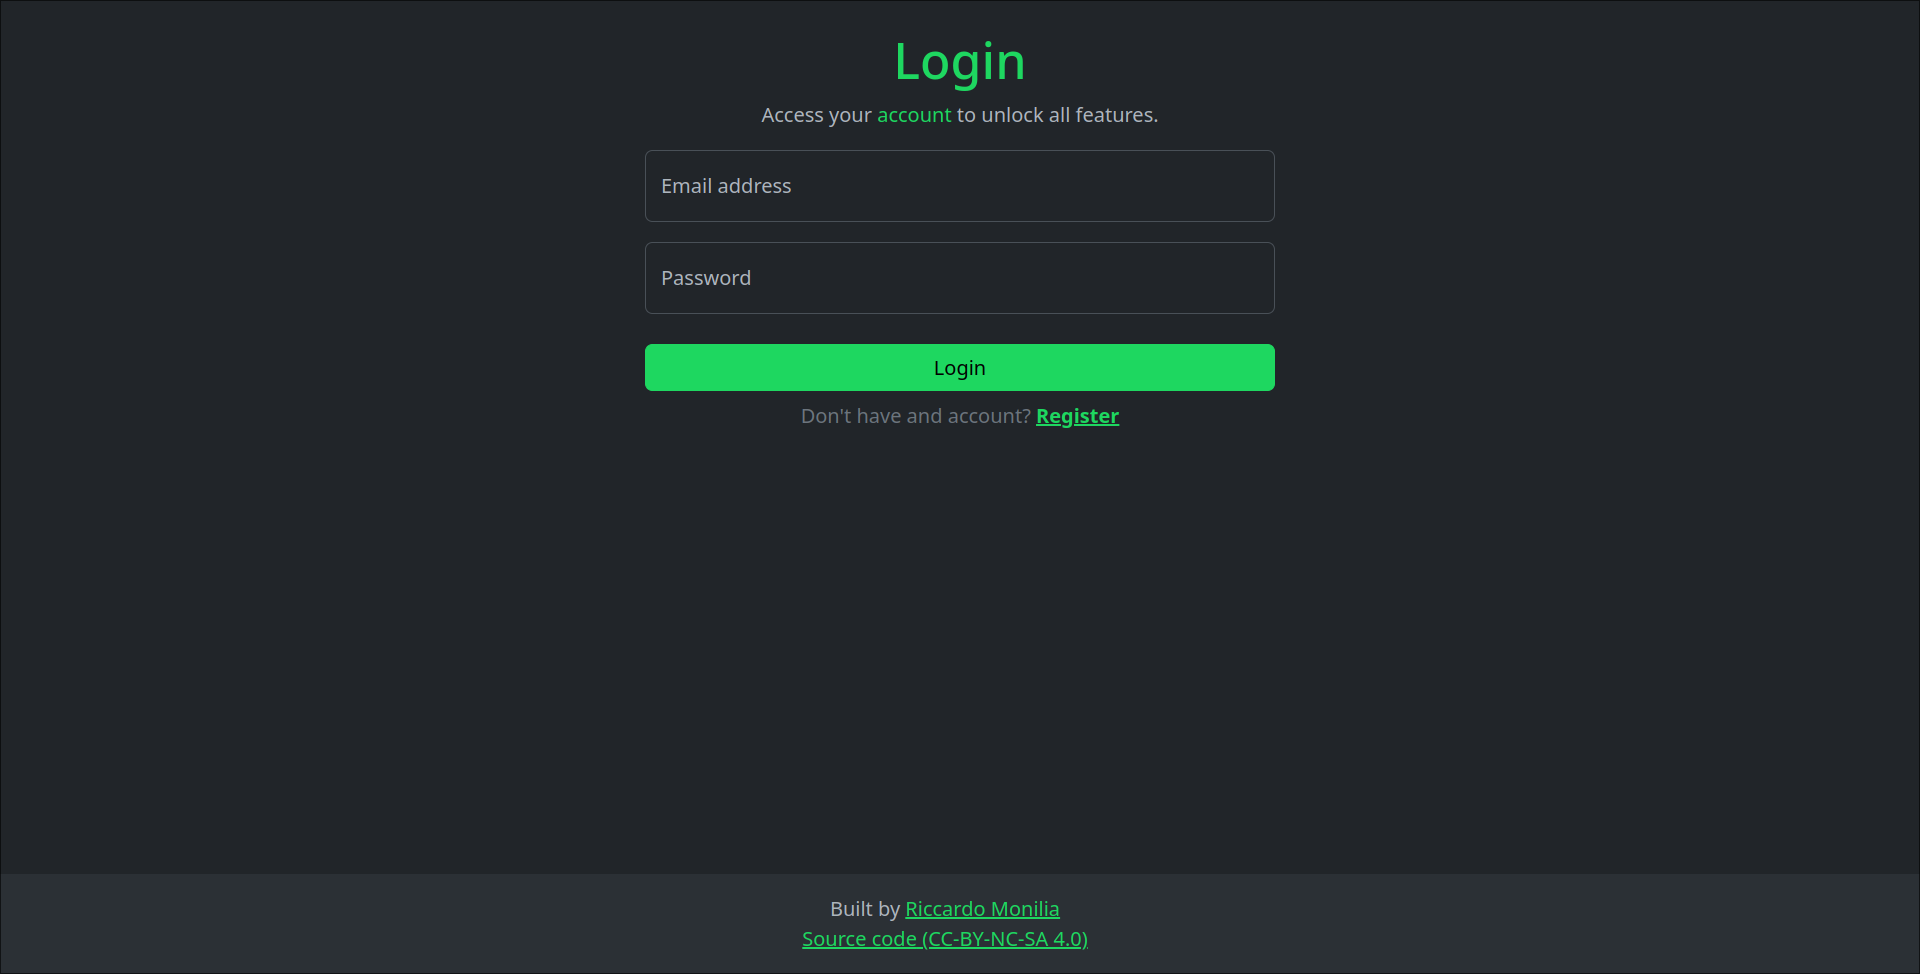 Login
Access your account to unlock all features.
Email address
Password
Login
Don't have and account? Register
Built by Riccardo Monilia
Source code (CC-BY-NC-SA 4.0)